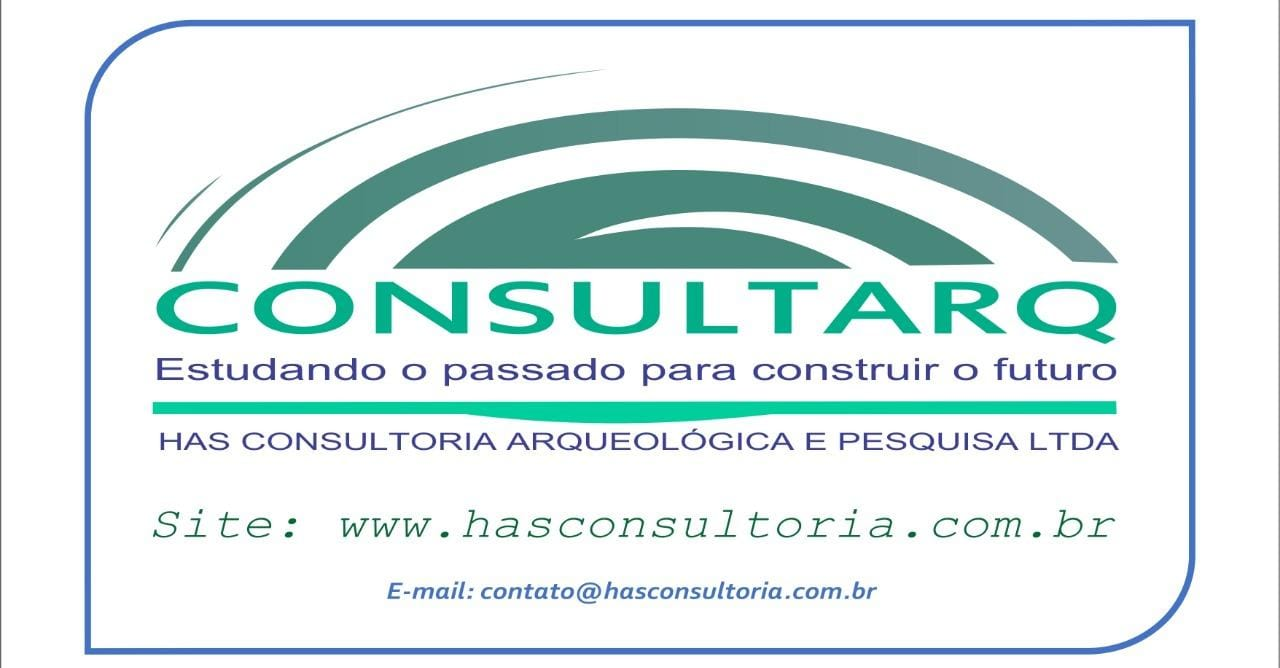 CONSULTARQ
Estudando o passado para construir o futuro
HAS CONSULTORIA ARQUEOLÓGICA E PESQUISA LTDA
Site: www.hasconsultoria.com.br
E-mail: contato@hasconsultoria.com.br